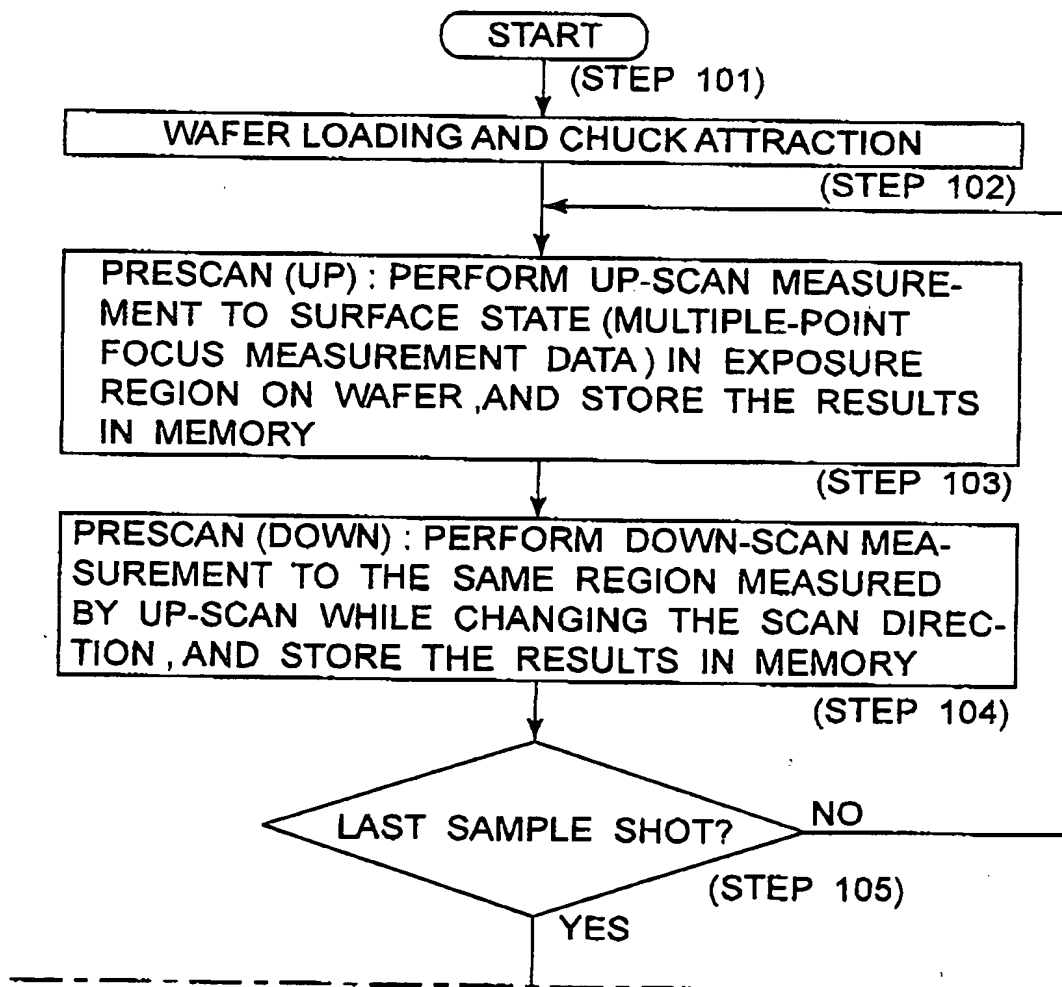 START
(STEP 101)
WAFER LOADING AND CHUCK ATTRACTION
(STEP 102)
PRESCAN (UP) : PERFORM UP-SCAN MEASURE-
MENT TO SURFACE STATE (MULTIPLE-POINT
FOCUS MEASUREMENT DATA) IN EXPOSURE
REGION ON WAFER ,AND STORE THE RESULTS
IN MEMORY
(STEP 103)
PRESCAN (DOWN) : PERFORM DOWN-SCAN MEA-
SUREMENT TO THE SAME REGION MEASURED
BY UP-SCAN WHILE CHANGING THE SCAN DIREC-
TION ,AND STORE THE RESULTS IN MEMORY
(STEP 104)
LAST SAMPLE SHOT?
NO
(STEP 105)
YES